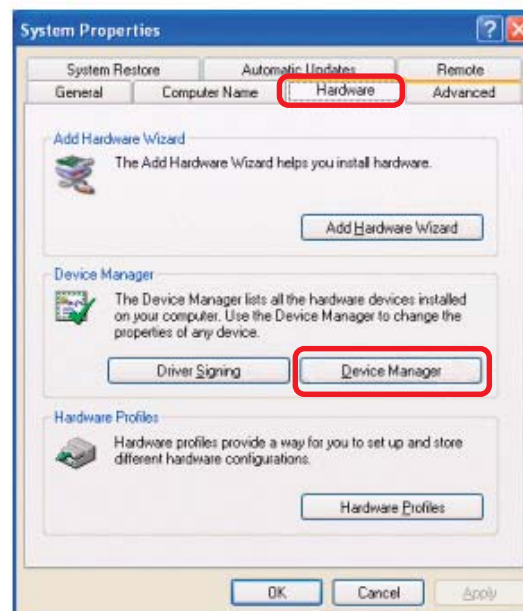 System Properties
System Restore Automatic Updates Remote
General Computer Name Hardware Advanced
Add Hardware Wizard
The Add Hardware Wizard helps you install hardware.
Add Hardware Wizard
Device Manager
The Device Manager lists all the hardware devices installed
on your computer. Use the Device Manager to change the
properties of any device.
Driver Signing Device Manager
Hardware Profiles
Hardware profiles provide a way for you to set up and store
different hardware configurations.
Hardware Profiles
OK Cancel Apply